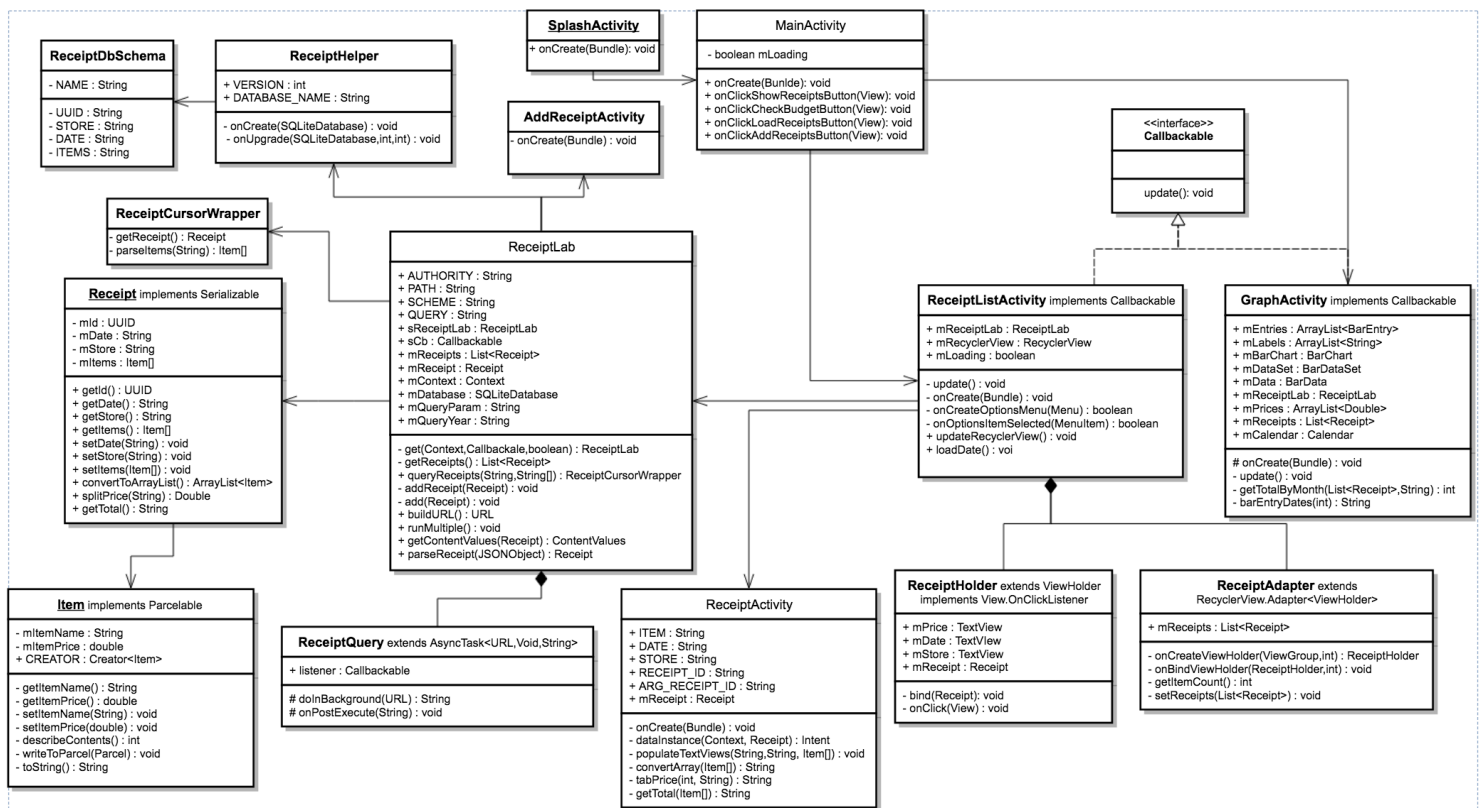 SplashActivity
+ onCreate(Bundle): void
MainActivity
- boolean mLoading
+ onCreate(Bunlde): void
+ onClickShowReceiptsButton(View): void
+ onClickCheckBudgetButton(View): void
+ onClickLoadReceiptsButton(View): void
+ onClickAddReceiptsButton(View): void
ReceiptDbSchema
- NAME : String
- UUID : String
- STORE : String
- DATE : String
- ITEMS : String
ReceiptHelper
+ VERSION : int
+ DATABASE_NAME : String
- onCreate(SQLiteDatabase) : void
- onUpgrade(SQLiteDatabase,int,int) : void
AddReceiptActivity
- onCreate(Bundle) : void
<<interface>>
Callbackable
update(): void
ReceiptCursorWrapper
- getReceipt() : Receipt
- parseItems(String) : Item[]
ReceiptLab
+ AUTHORITY : String
+ PATH : String
+ SCHEME : String
+ QUERY : String
+ sReceiptLab : ReceiptLab
+ sCb : Callbackable
+ mReceipts : List<Receipt>
+ mReceipt : Receipt
+ mContext : Context
+ mDatabase : SQLiteDatabase
+ mQueryParam : String
+ mQueryYear : String
- get(Context,Callbackale,boolean) : ReceiptLab
- getReceipts() : List<Receipt>
+ queryReceipts(String,String[]) : ReceiptCursorWrapper
- addReceipt(Receipt) : void
- add(Receipt) : void
+ buildURL() : URL
+ runMultiple() : void
+ getContentValues(Receipt) : ContentValues
+ parseReceipt(JSONObject) : Receipt
Receipt implements Serializable
- mId : UUID
- mDate : String
- mStore : String
- mItems : Item[]
+ getId() : UUID
+ getDate() : String
+ getStore() : String
+ getItems() : Item[]
+ setDate(String) : void
+ setStore(String) : void
+ setItems(Item[]) : void
+ convertToArrayList() : ArrayList<Item>
+ splitPrice(String) : Double
+ getTotal() : String
ReceiptListActivity implements Callbackable
+ mReceiptLab : ReceiptLab
+ mRecyclerView : RecyclerView
+ mLoading : boolean
- update() : void
- onCreate(Bundle) : void
- onCreateOptionsMenu(Menu) : boolean
- onOptionsItemSelected(MenuItem) : boolean
+ updateRecyclerView() : void
+ loadDate() : voi
GraphActivity implements Callbackable
+ mEntries : ArrayList<BarEntry>
+ mLabels : ArrayList<String>
+ mBarChart : BarChart
+ mDataSet : BarDataSet
+ mData : BarData
+ mReceiptLab : ReceiptLab
+ mPrices : ArrayList<Double>
+ mReceipts : List<Receipt>
+ mCalendar : Calendar
# onCreate(Bundle) : void
- update() : void
- getTotalByMonth(List<Receipt>,String) : int
- barEntryDates(int) : String
Item implements Parcelable
- mItemName : String
- mItemPrice : double
+ CREATOR : Creator<Item>
- getItemName() : String
- getItemPrice() : double
- setItemName(String) : void
- setItemPrice(double) : void
- describeContents() : int
- writeToParcel(Parcel) : void
- toString() : String
ReceiptQuery extends AsyncTask<URL,Void,String>
+ listener : Callbackable
# doInBackground(URL) : String
# onPostExecute(String) : void
ReceiptActivity
+ ITEM : String
+ DATE : String
+ STORE : String
+ RECEIPT_ID : String
+ ARG_RECEIPT_ID : String
+ mReceipt : Receipt
- onCreate(Bundle) : void
- dataInstance(Context, Receipt) : Intent
- populateTextViews(String,String, Item[]) : void
- convertArray(Item[]) : String
- tabPrice(int, String) : String
- getTotal(Item[]) : String
ReceiptHolder extends ViewHolder
implements View.OnClickListener
+ mPrice : TextView
+ mDate : TextVIew
+ mStore : TextView
+ mReceipt : Receipt
- bind(Receipt): void
- onClick(View) : void
ReceiptAdapter extends
RecyclerView.Adapter<ViewHolder>
+ mReceipts : List<Receipt>
- onCreateViewHolder(ViewGroup,int) : ReceiptHolder
- onBindViewHolder(ReceiptHolder,int) : void
- getItemCount() : int
- setReceipts(List<Receipt>) : void